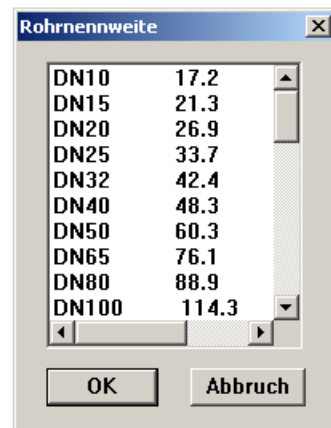 Rohrnennweite
DN10 17.2
DN15 21.3
DN20 26.9
DN25 33.7
DN32 42.4
DN40 48.3
DN50 60.3
DN65 76.1
DN80 88.9
DN100 114.3
OK Abbruch